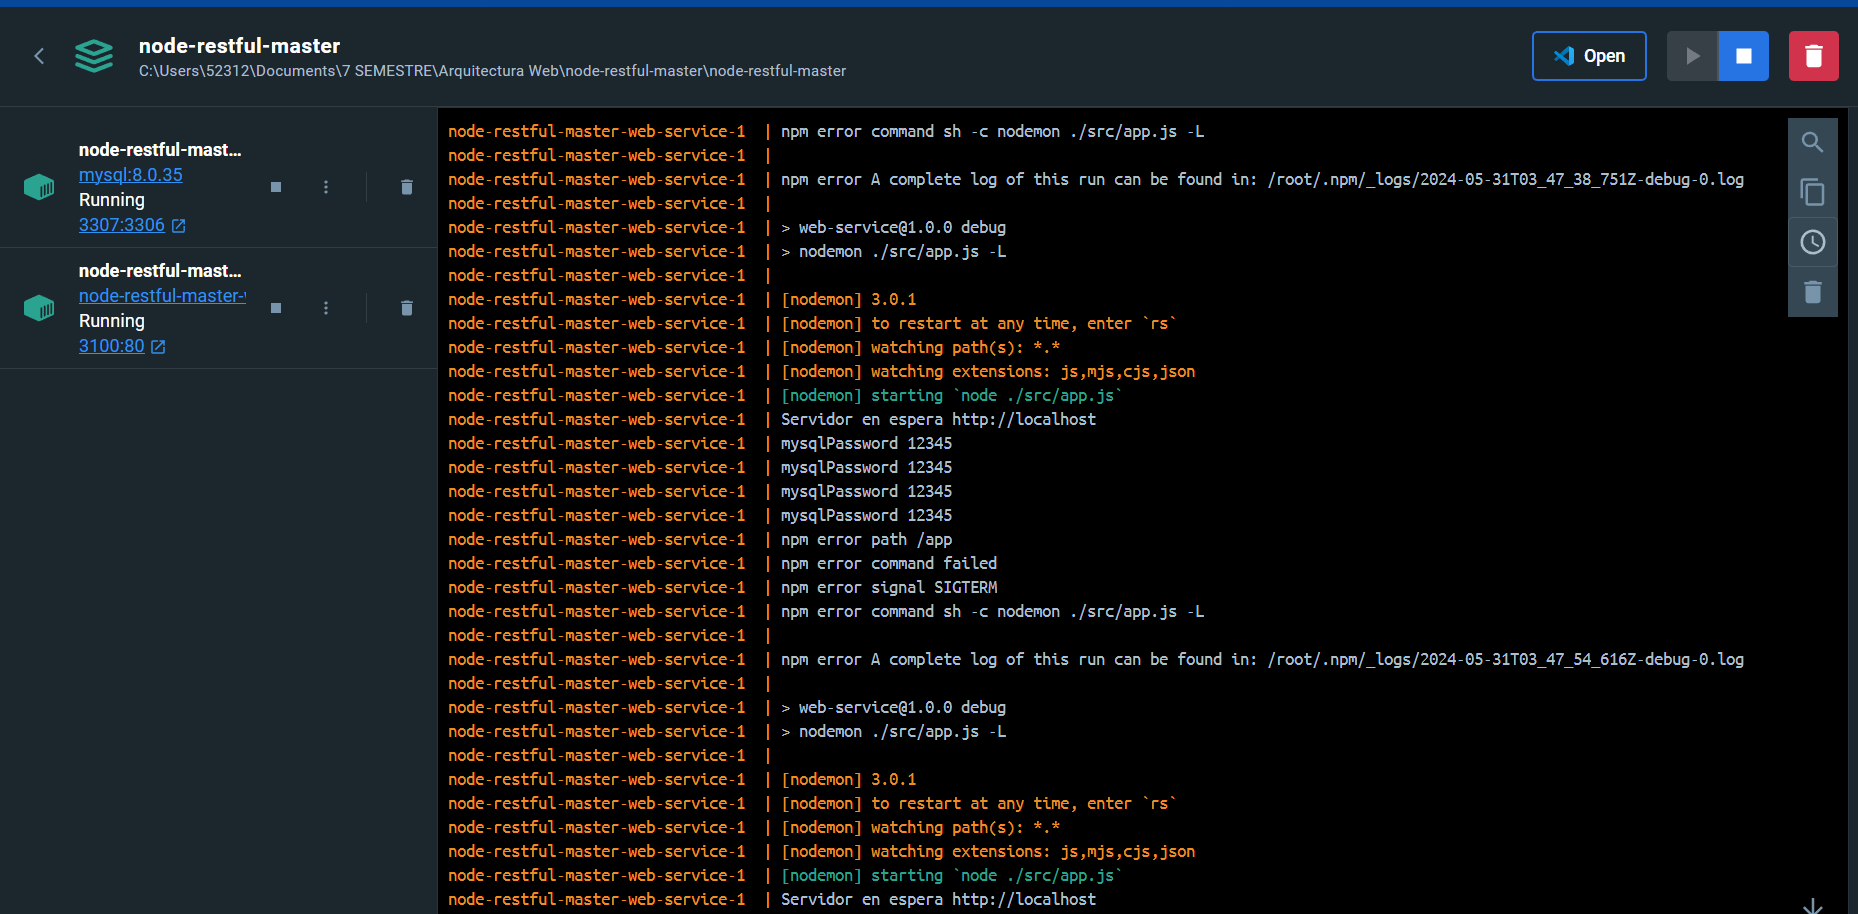 node-restful-master
C:\Users\52312\Documents\7 SEMESTRE\Arquitectura Web\node-restful-master\node-restful-master
Open
node-restful-mast...
mysql:8.0.35
Running
3307:3306
node-restful-mast...
node-restful-master-
Running
3100:80
node-restful-master-web-service-1 | npm error command sh -c nodemon ./src/app.js -L
node-restful-master-web-service-1 |
node-restful-master-web-service-1 | npm error A complete log of this run can be found in: /root/.npm/_logs/2024-05-31T03_47_38_751Z-debug-0.log
node-restful-master-web-service-1 |
node-restful-master-web-service-1 | > web-service@1.0.0 debug
node-restful-master-web-service-1 | > nodemon ./src/app.js -L
node-restful-master-web-service-1 |
node-restful-master-web-service-1 | [nodemon] 3.0.1
node-restful-master-web-service-1 | [nodemon] to restart at any time, enter `rs`
node-restful-master-web-service-1 | [nodemon] watching path(s): *.*
node-restful-master-web-service-1 | [nodemon] watching extensions: js,mjs,cjs,json
node-restful-master-web-service-1 | [nodemon] starting `node ./src/app.js`
node-restful-master-web-service-1 | Servidor en espera http://localhost
node-restful-master-web-service-1 | mysqlPassword 12345
node-restful-master-web-service-1 | mysqlPassword 12345
node-restful-master-web-service-1 | mysqlPassword 12345
node-restful-master-web-service-1 | mysqlPassword 12345
node-restful-master-web-service-1 | npm error path /app
node-restful-master-web-service-1 | npm error command failed
node-restful-master-web-service-1 | npm error signal SIGTERM
node-restful-master-web-service-1 | npm error command sh -c nodemon ./src/app.js -L
node-restful-master-web-service-1 |
node-restful-master-web-service-1 | npm error A complete log of this run can be found in: /root/.npm/_logs/2024-05-31T03_47_54_616Z-debug-0.log
node-restful-master-web-service-1 |
node-restful-master-web-service-1 | > web-service@1.0.0 debug
node-restful-master-web-service-1 | > nodemon ./src/app.js -L
node-restful-master-web-service-1 |
node-restful-master-web-service-1 | [nodemon] 3.0.1
node-restful-master-web-service-1 | [nodemon] to restart at any time, enter `rs`
node-restful-master-web-service-1 | [nodemon] watching path(s): *.*
node-restful-master-web-service-1 | [nodemon] watching extensions: js,mjs,cjs,json
node-restful-master-web-service-1 | [nodemon] starting `node ./src/app.js`
node-restful-master-web-service-1 | Servidor en espera http://localhost